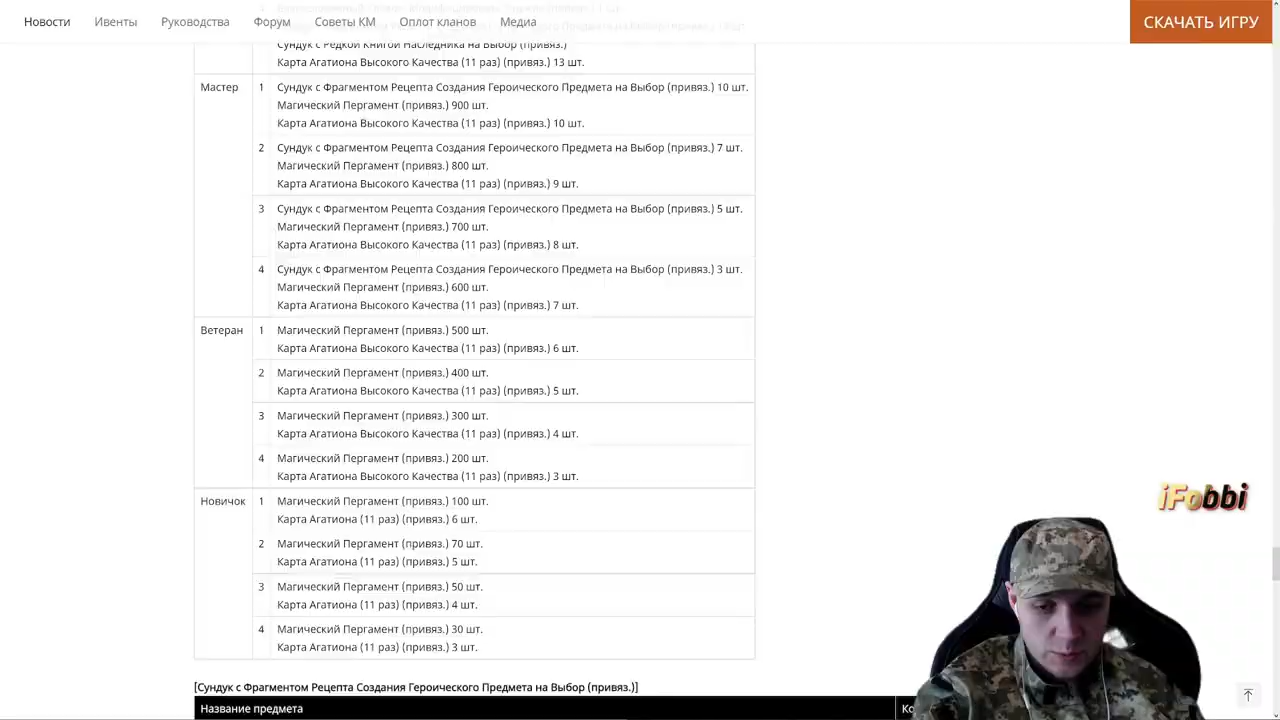 Новости Ивенты Руководства Форум Советы КМ Оплот кланов Медиа СКАЧАТЬ ИГРУ
Сундук с Редкой Книгой Наследника на Выбор (привяз.)
Карта Агатиона Высокого Качества (11 раз) (привяз.) 13 шт.
Мастер 1 Сундук с Фрагментом Рецепта Создания Героического Предмета на Выбор (привяз.) 10 шт.
Магический Пергамент (привяз.) 900 шт.
Карта Агатиона Высокого Качества (11 раз) (привяз.) 10 шт.
2 Сундук с Фрагментом Рецепта Создания Героического Предмета на Выбор (привяз.) 7 шт.
Магический Пергамент (привяз.) 800 шт.
Карта Агатиона Высокого Качества (11 раз) (привяз.) 9 шт.
3 Сундук с Фрагментом Рецепта Создания Героического Предмета на Выбор (привяз.) 5 шт.
Магический Пергамент (привяз.) 700 шт.
Карта Агатиона Высокого Качества (11 раз) (привяз.) 8 шт.
4 Сундук с Фрагментом Рецепта Создания Героического Предмета на Выбор (привяз.) 3 шт.
Магический Пергамент (привяз.) 600 шт.
Карта Агатиона Высокого Качества (11 раз) (привяз.) 7 шт.
Ветеран 1 Магический Пергамент (привяз.) 500 шт.
Карта Агатиона Высокого Качества (11 раз) (привяз.) 6 шт.
2 Магический Пергамент (привяз.) 400 шт.
Карта Агатиона Высокого Качества (11 раз) (привяз.) 5 шт.
3 Магический Пергамент (привяз.) 300 шт.
Карта Агатиона Высокого Качества (11 раз) (привяз.) 4 шт.
4 Магический Пергамент (привяз.) 200 шт.
Карта Агатиона Высокого Качества (11 раз) (привяз.) 3 шт.
Новичок 1 Магический Пергамент (привяз.) 100 шт.
Карта Агатиона (11 раз) (привяз.) 6 шт.
2 Магический Пергамент (привяз.) 70 шт.
Карта Агатиона (11 раз) (привяз.) 5 шт.
3 Магический Пергамент (привяз.) 50 шт.
Карта Агатиона (11 раз) (привяз.) 4 шт.
4 Магический Пергамент (привяз.) 30 шт.
Карта Агатиона (11 раз) (привяз.) 3 шт.
iFobbi
[Сундук с Фрагментом Рецепта Создания Героического Предмета на Выбор (привяз.)]
Название предмета